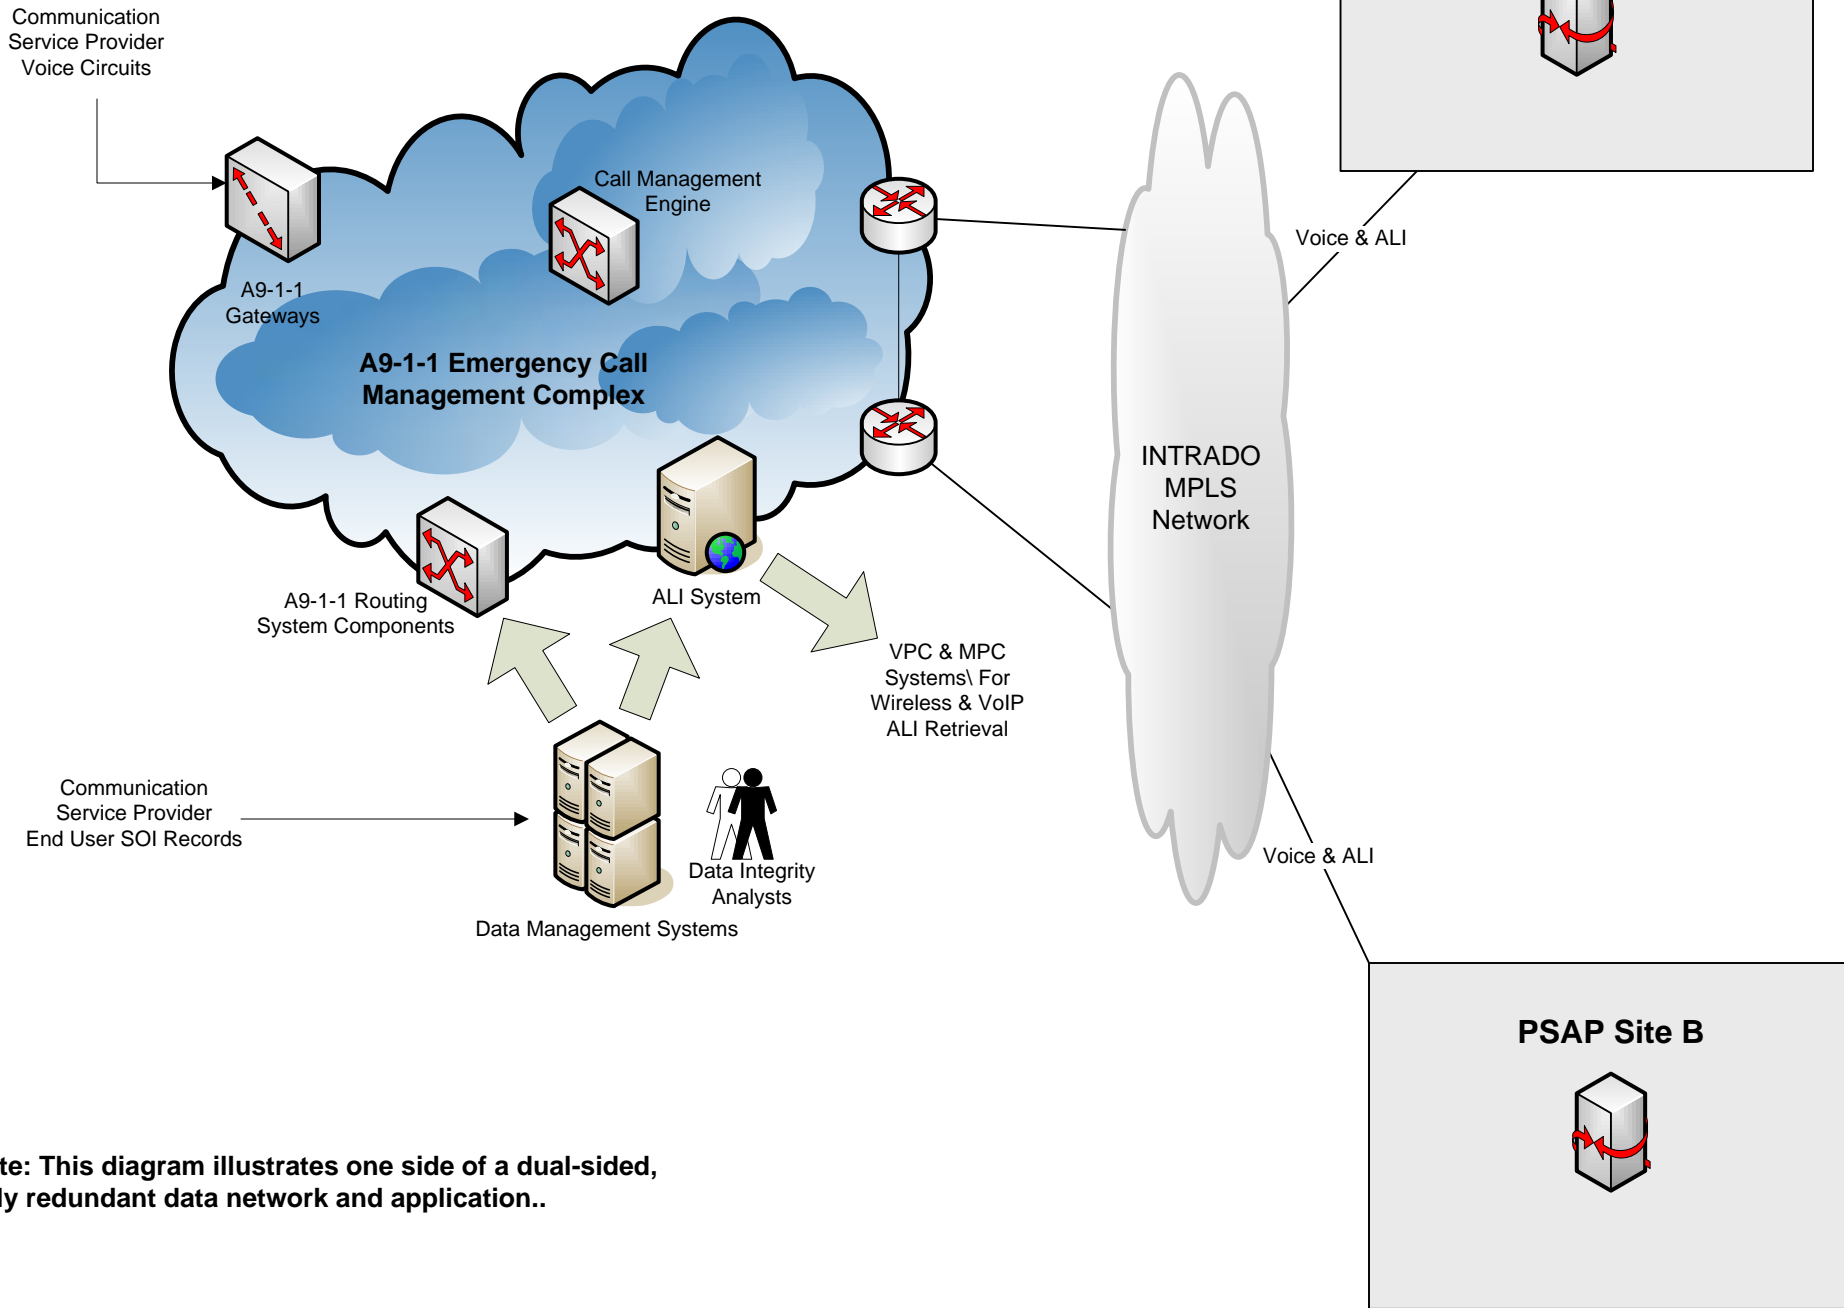 Communication
Service Provider
Voice Circuits
Call Management
Engine
Voice & ALI
A9-1-1
Gateways
A9-1-1 Emergency Call
Management Complex
INTRADO
MPLS
Network
A9-1-1 Routing
System Components
ALI System
VPC & MPC
Systems\ For
Wireless & VoIP
ALI Retrieval
Communication
Service Provider
End User SOI Records
Data Integrity
Analysts
Data Management Systems
Voice & ALI
PSAP Site B
te: This diagram illustrates one side of a dual-sided,
ly redundant data network and application..